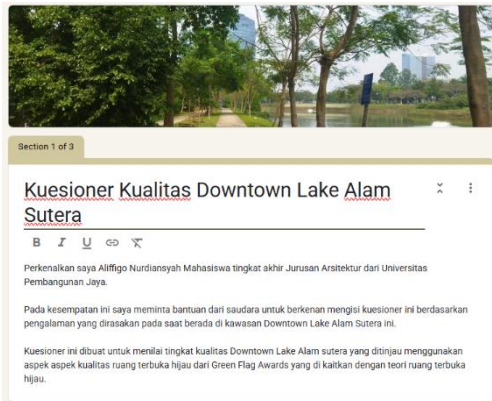 Section 1 of 3
Kuesioner Kualitas Downtown Lake Alam
Sutera
B I U
Perkenalkan saya Aliffigo Nurdiansyah Mahasiswa tingkat akhir Jurusan Arsitektur dari Universitas
Pembangunan Jaya.
Pada kesempatan ini saya meminta bantuan dari saudara untuk berkenan mengisi kuesioner ini berdasarkan
pengalaman yang dirasakan pada saat berada di kawasan Downtown Lake Alam Sutera ini.
Kuesioner ini dibuat untuk menilai tingkat kualitas Downtown Lake Alam sutera yang ditinjau menggunakan
aspek aspek kualitas ruang terbuka hijau dari Green Flag Awards yang di kaitkan dengan teori ruang terbuka
hijau.